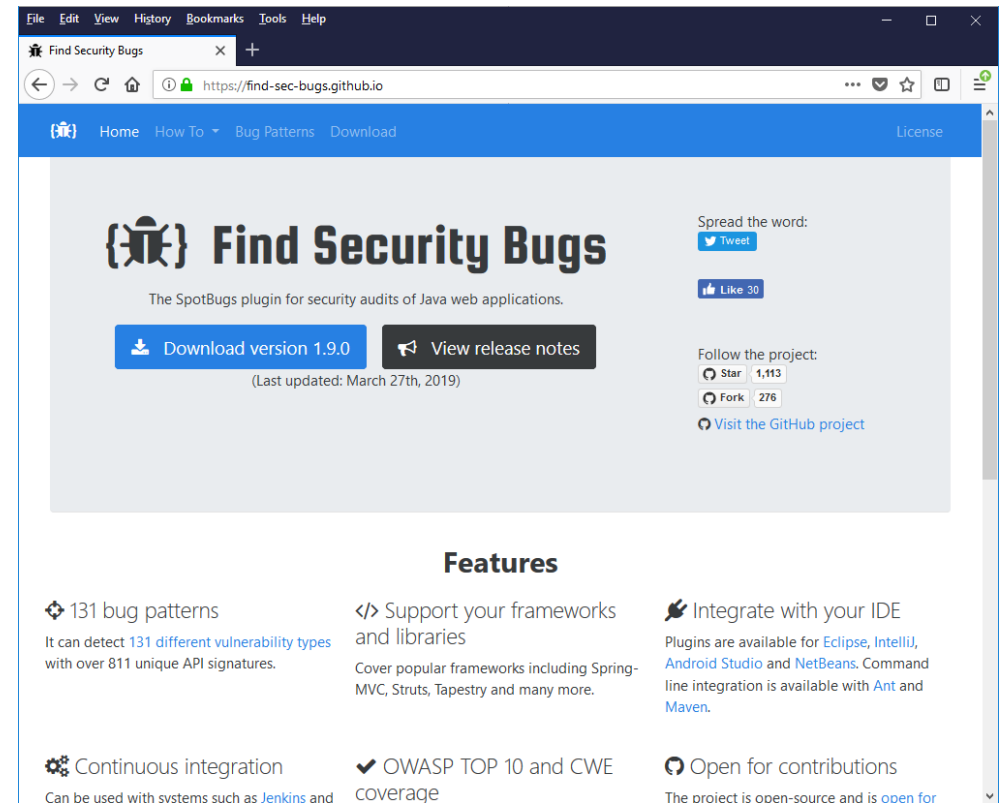 File Edit View History Bookmarks Tools Help
Find Security Bugs
https://find-sec-bugs.github.io
Home How To Bug Patterns Download License
Find Security Bugs
The SpotBugs plugin for security audits of Java web applications.
Download version 1.9.0 View release notes
(Last updated: March 27th, 2019)
Spread the word:
Tweet
Like 30
Follow the project:
Star 1,113
Fork 276
Visit the GitHub project
Features
131 bug patterns
It can detect 131 different vulnerability types
with over 811 unique API signatures.
</> Support your frameworks
and libraries
Cover popular frameworks including Spring-
MVC, Struts, Tapestry and many more.
Integrate with your IDE
Plugins are available for Eclipse, IntelliJ,
Android Studio and NetBeans. Command
line integration is available with Ant and
Maven.
Continuous integration
Can be used with systems such as Jenkins and
OWASP TOP 10 and CWE
coverage
Open for contributions
The project is open-source and is open for